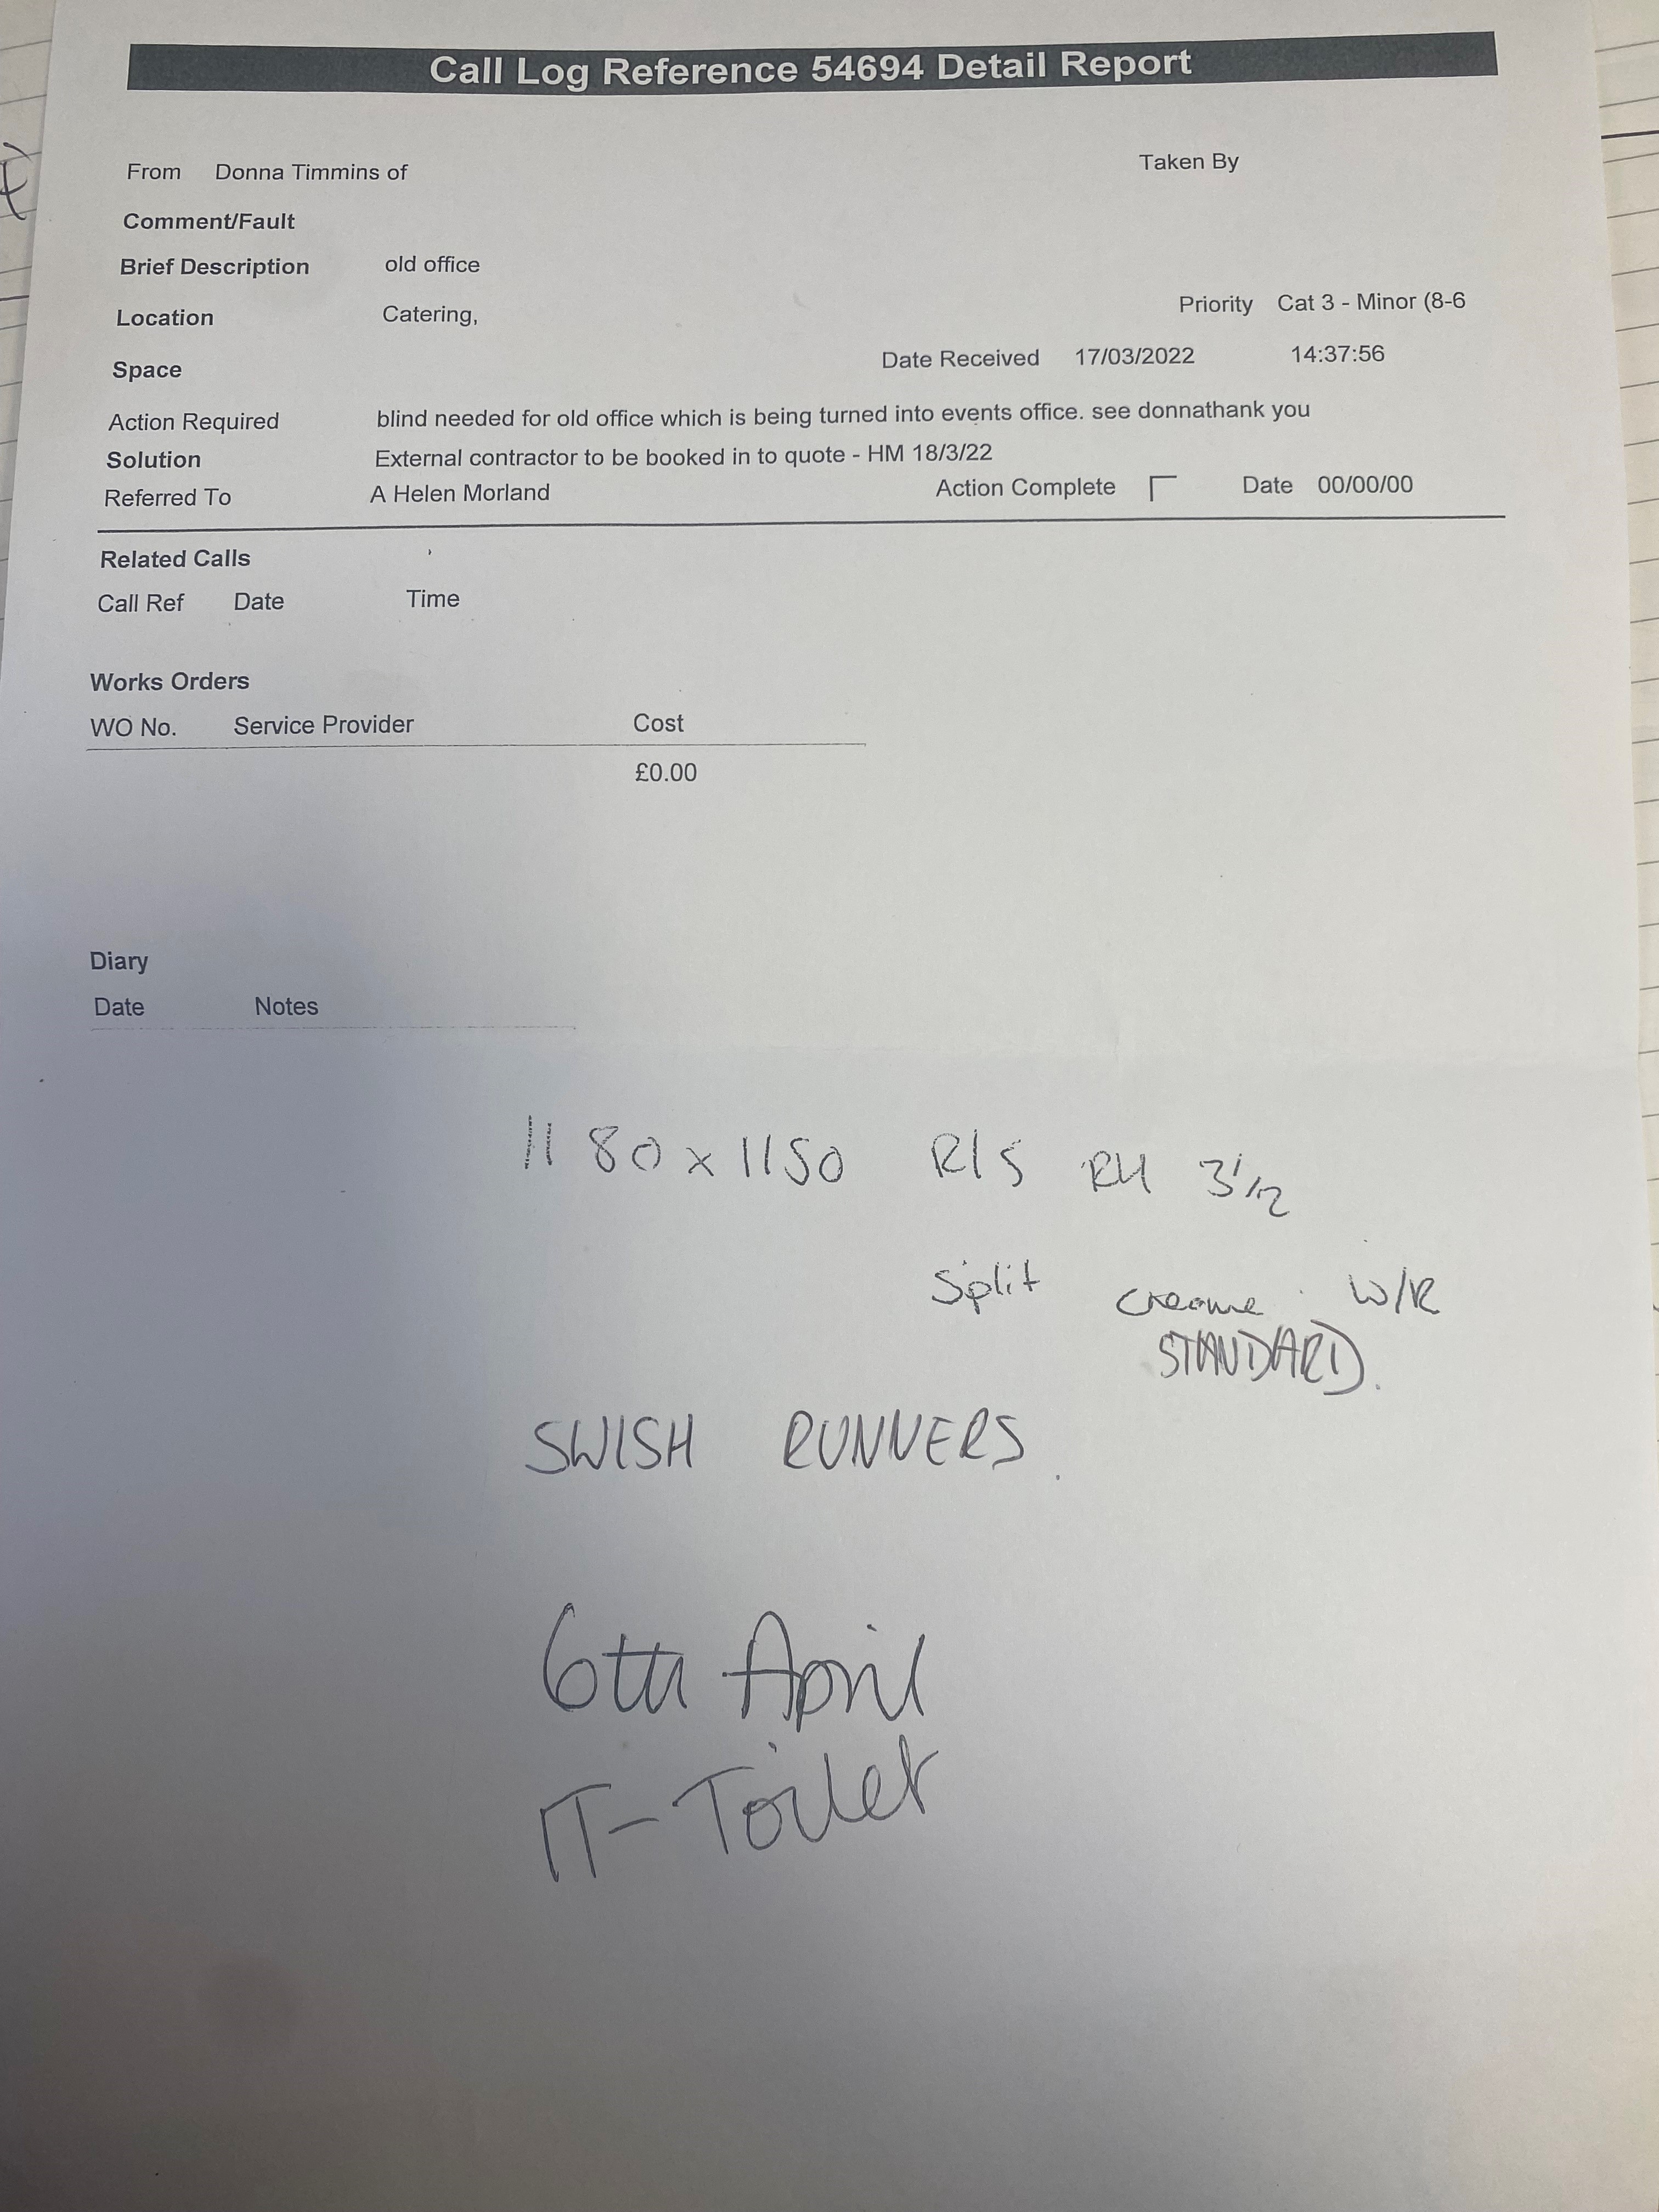 Call Log Reference 54694 Detail Report
From Donna Timmins of Taken By
Comment/Fault
Brief Description old office
Location Catering, Priority Cat 3 - Minor (8-6
Space Date Received 17/03/2022 14:37:56
Action Required blind needed for old office which is being turned into events office. see donnathank you
Solution External contractor to be booked in to quote - HM 18/3/22
Referred To A Helen Morland Action Complete Date 00/00/00
Related Calls
Call Ref Date Time
Works Orders
WO No. Service Provider Cost
£0.00
Diary
Date Notes
1180 x 1150 R/S RH 3 1/2
Split creame W/R
STANDARD.
SWISH RUNNERS.
6th April
IT- Toilet